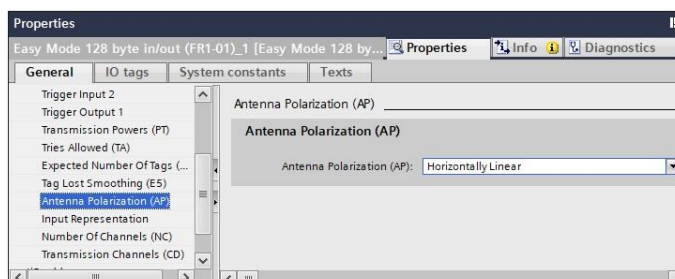 Properties
Easy Mode 128 byte in/out (FR1-01)_1 [Easy Mode 128 by... Properties Info Diagnostics
General IO tags System constants Texts
Trigger Input 2
Trigger Output 1
Transmission Powers (PT)
Tries Allowed (TA)
Expected Number Of Tags (...
Tag Lost Smoothing (E5)
Antenna Polarization (AP)
Input Representation
Number Of Channels (NC)
Transmission Channels (CD)
Antenna Polarization (AP)
Antenna Polarization (AP)
Antenna Polarization (AP): Horizontally Linear